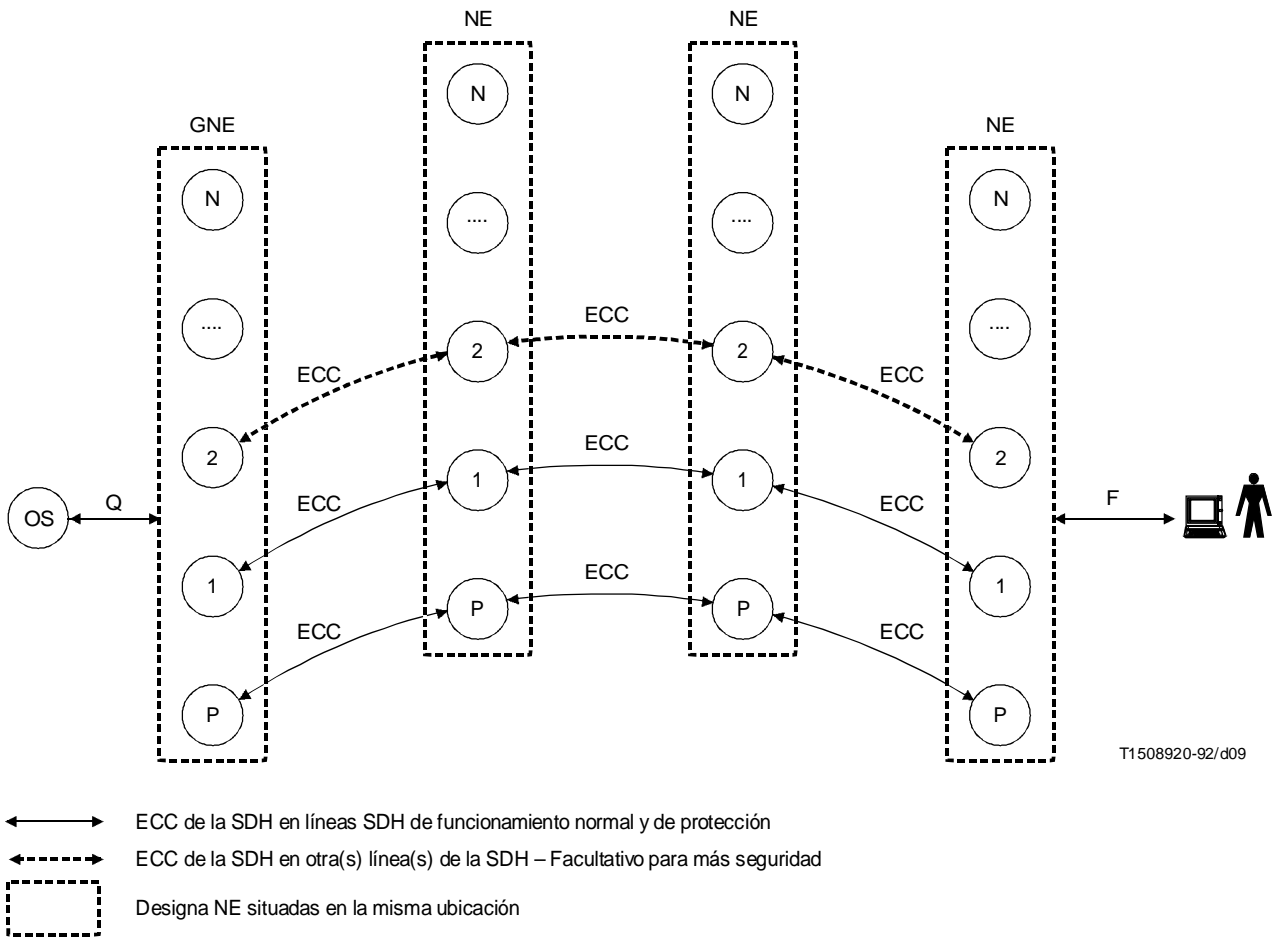 NE
NE
N
N
GNE
NE
N
N
....
....
....
....
ECC
2
2
ECC
ECC
2
2
ECC
1
1
OS
Q
ECC
ECC
F
1
1
ECC
P
P
ECC
ECC
P
P
T1508920-92/d09
ECC de la SDH en líneas SDH de funcionamiento normal y de protección
ECC de la SDH en otra(s) línea(s) de la SDH – Facultativo para más seguridad
Designa NE situadas en la misma ubicación